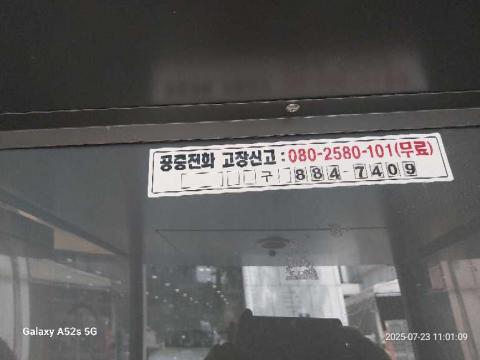 공중전화 고장신고 : 080-2580-101(무료)
구 884-7409
Galaxy A52s 5G
2025-07-23 11:01:09